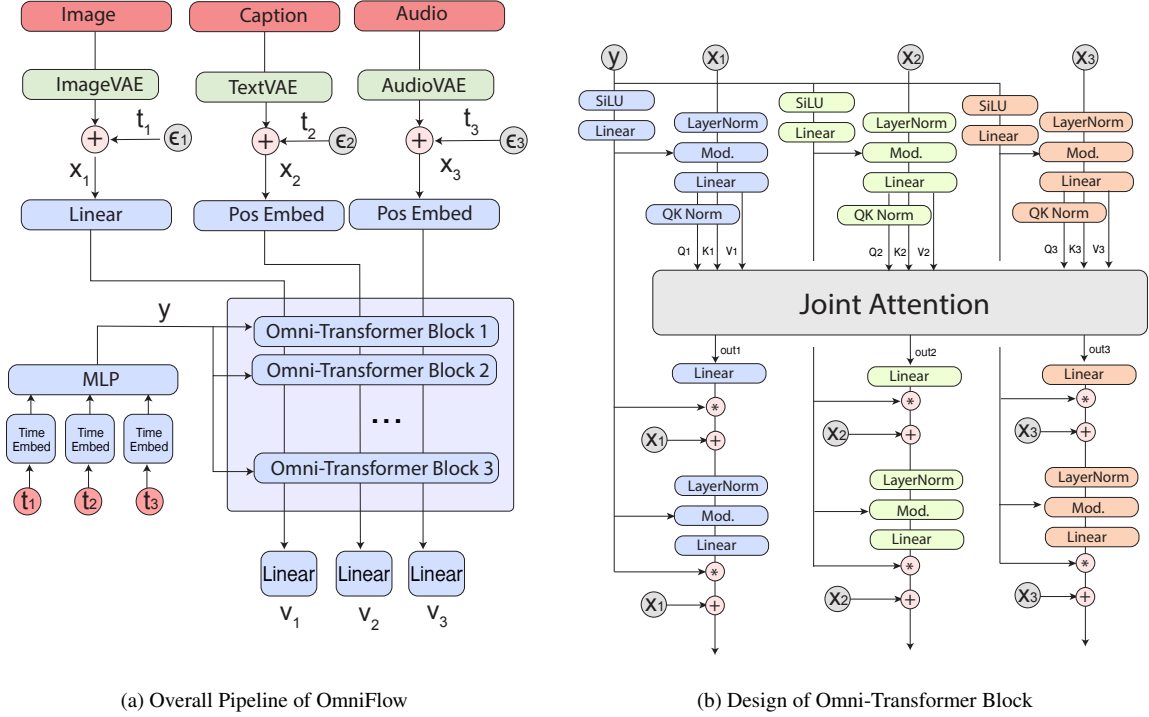 Image Caption Audio
ImageVAE TextVAE AudioVAE
t1 ϵ1 t2 ϵ2 t3 ϵ3
+ + +
x1 x2 x3
Linear Pos Embed Pos Embed
y
Omni-Transformer Block 1
Omni-Transformer Block 2
MLP
...
Time Embed Time Embed Time Embed
Omni-Transformer Block 3
t1 t2 t3
Linear Linear Linear
v1 v2 v3
(a) Overall Pipeline of OmniFlow
y x1 x2 x3
SiLU SiLU SiLU
Linear LayerNorm Linear LayerNorm Linear LayerNorm
Mod. Mod. Mod.
Linear Linear Linear
QK Norm QK Norm QK Norm
Q1 K1 V1 Q2 K2 V2 Q3 K3 V3
Joint Attention
out1 out2 out3
Linear Linear Linear
* * *
x1 + x2 + x3 +
LayerNorm LayerNorm LayerNorm
Mod. Mod. Mod.
Linear Linear Linear
* * *
x1 + x2 + x3 +
(b) Design of Omni-Transformer Block